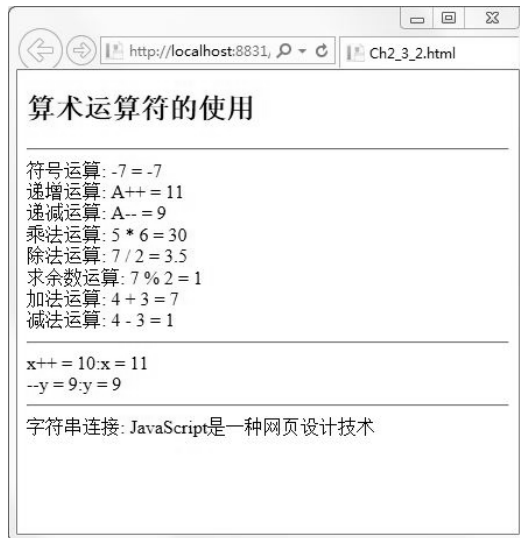 http://localhost:8831,
Ch2_3_2.html
算术运算符的使用
符号运算: -7 = -7
递增运算: A++ = 11
递减运算: A-- = 9
乘法运算: 5 * 6 = 30
除法运算: 7 / 2 = 3.5
求余数运算: 7 % 2 = 1
加法运算: 4 + 3 = 7
减法运算: 4 - 3 = 1
x++ = 10:x = 11
--y = 9:y = 9
字符串连接: JavaScript是一种网页设计技术